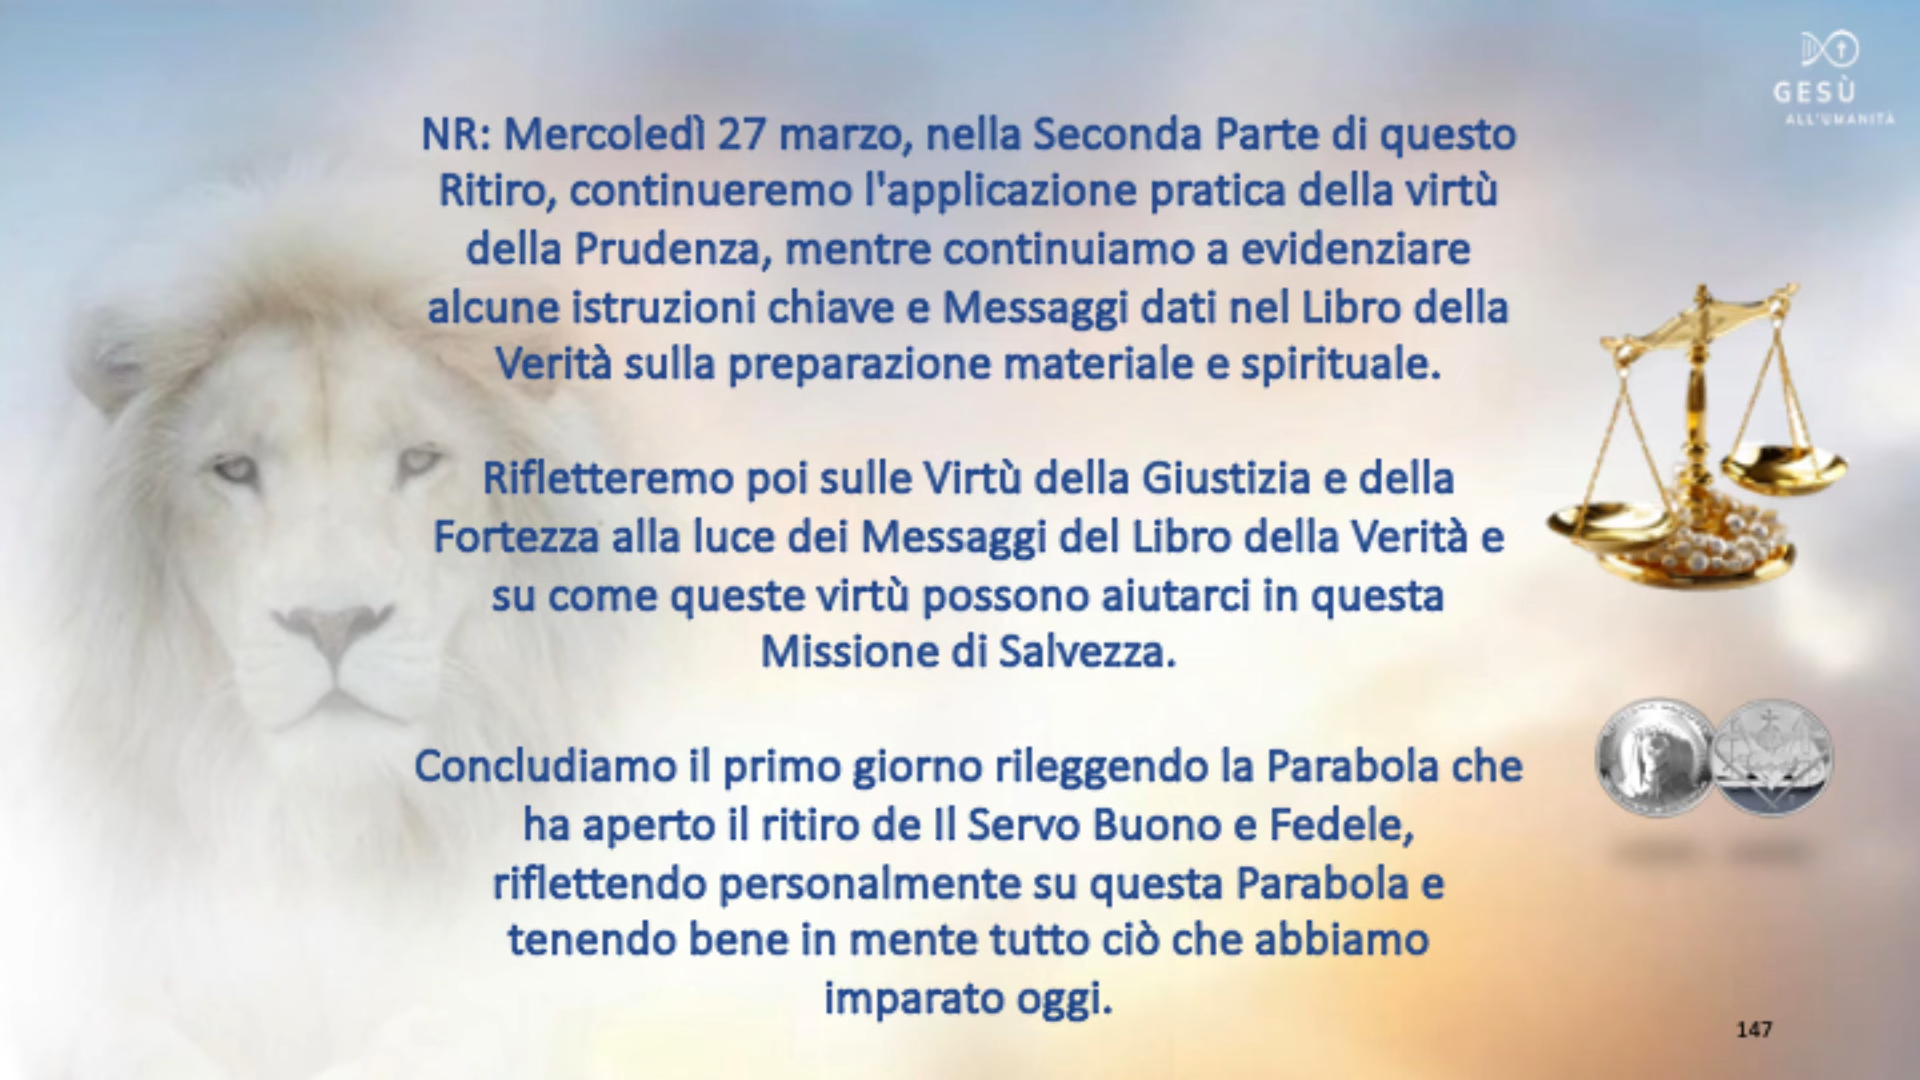 GESÙ
ALL'UMANITÀ
NR: Mercoledì 27 marzo, nella Seconda Parte di questo
Ritiro, continueremo l'applicazione pratica della virtù
della Prudenza, mentre continuiamo a evidenziare
alcune istruzioni chiave e Messaggi dati nel Libro della
Verità sulla preparazione materiale e spirituale.
Rifletteremo poi sulle Virtù della Giustizia e della
Fortezza alla luce dei Messaggi del Libro della Verità e
su come queste virtù possono aiutarci in questa
Missione di Salvezza.
Concludiamo il primo giorno rileggendo la Parabola che
ha aperto il ritiro de Il Servo Buono e Fedele,
riflettendo personalmente su questa Parabola e
tenendo bene in mente tutto ciò che abbiamo
imparato oggi.
147